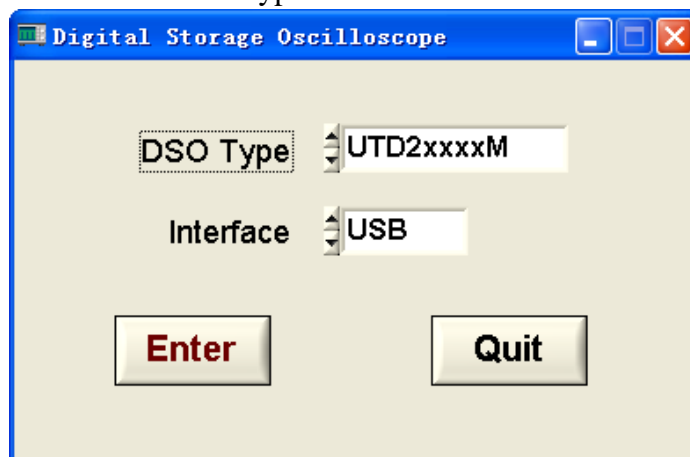 Digital Storage Oscilloscope
DSO Type UTD2xxxxM
Interface USB
Enter Quit